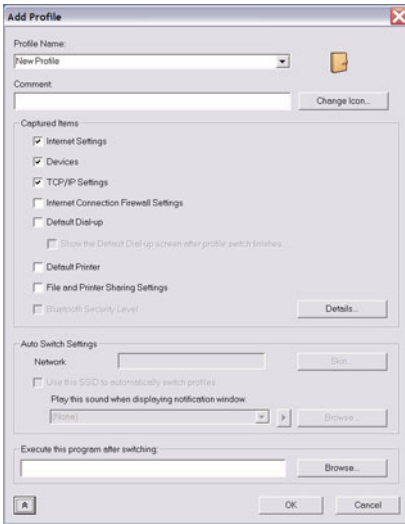 Add Profile
Profile Name:
New Profile
Comment:
Change Icon...
Captured Items
Internet Settings
Devices
TCP/IP Settings
Internet Connection Firewall Settings
Default Dial-up
Show the Default Dial-up screen after profile switch finishes.
Default Printer
File and Printer Sharing Settings
Bluetooth Security Level
Details...
Auto Switch Settings
Network
Skin...
Use this SSID to automatically switch profiles.
Play this sound when displaying notification window.
(None)
Browse...
Execute this program after switching:
Browse...
OK
Cancel